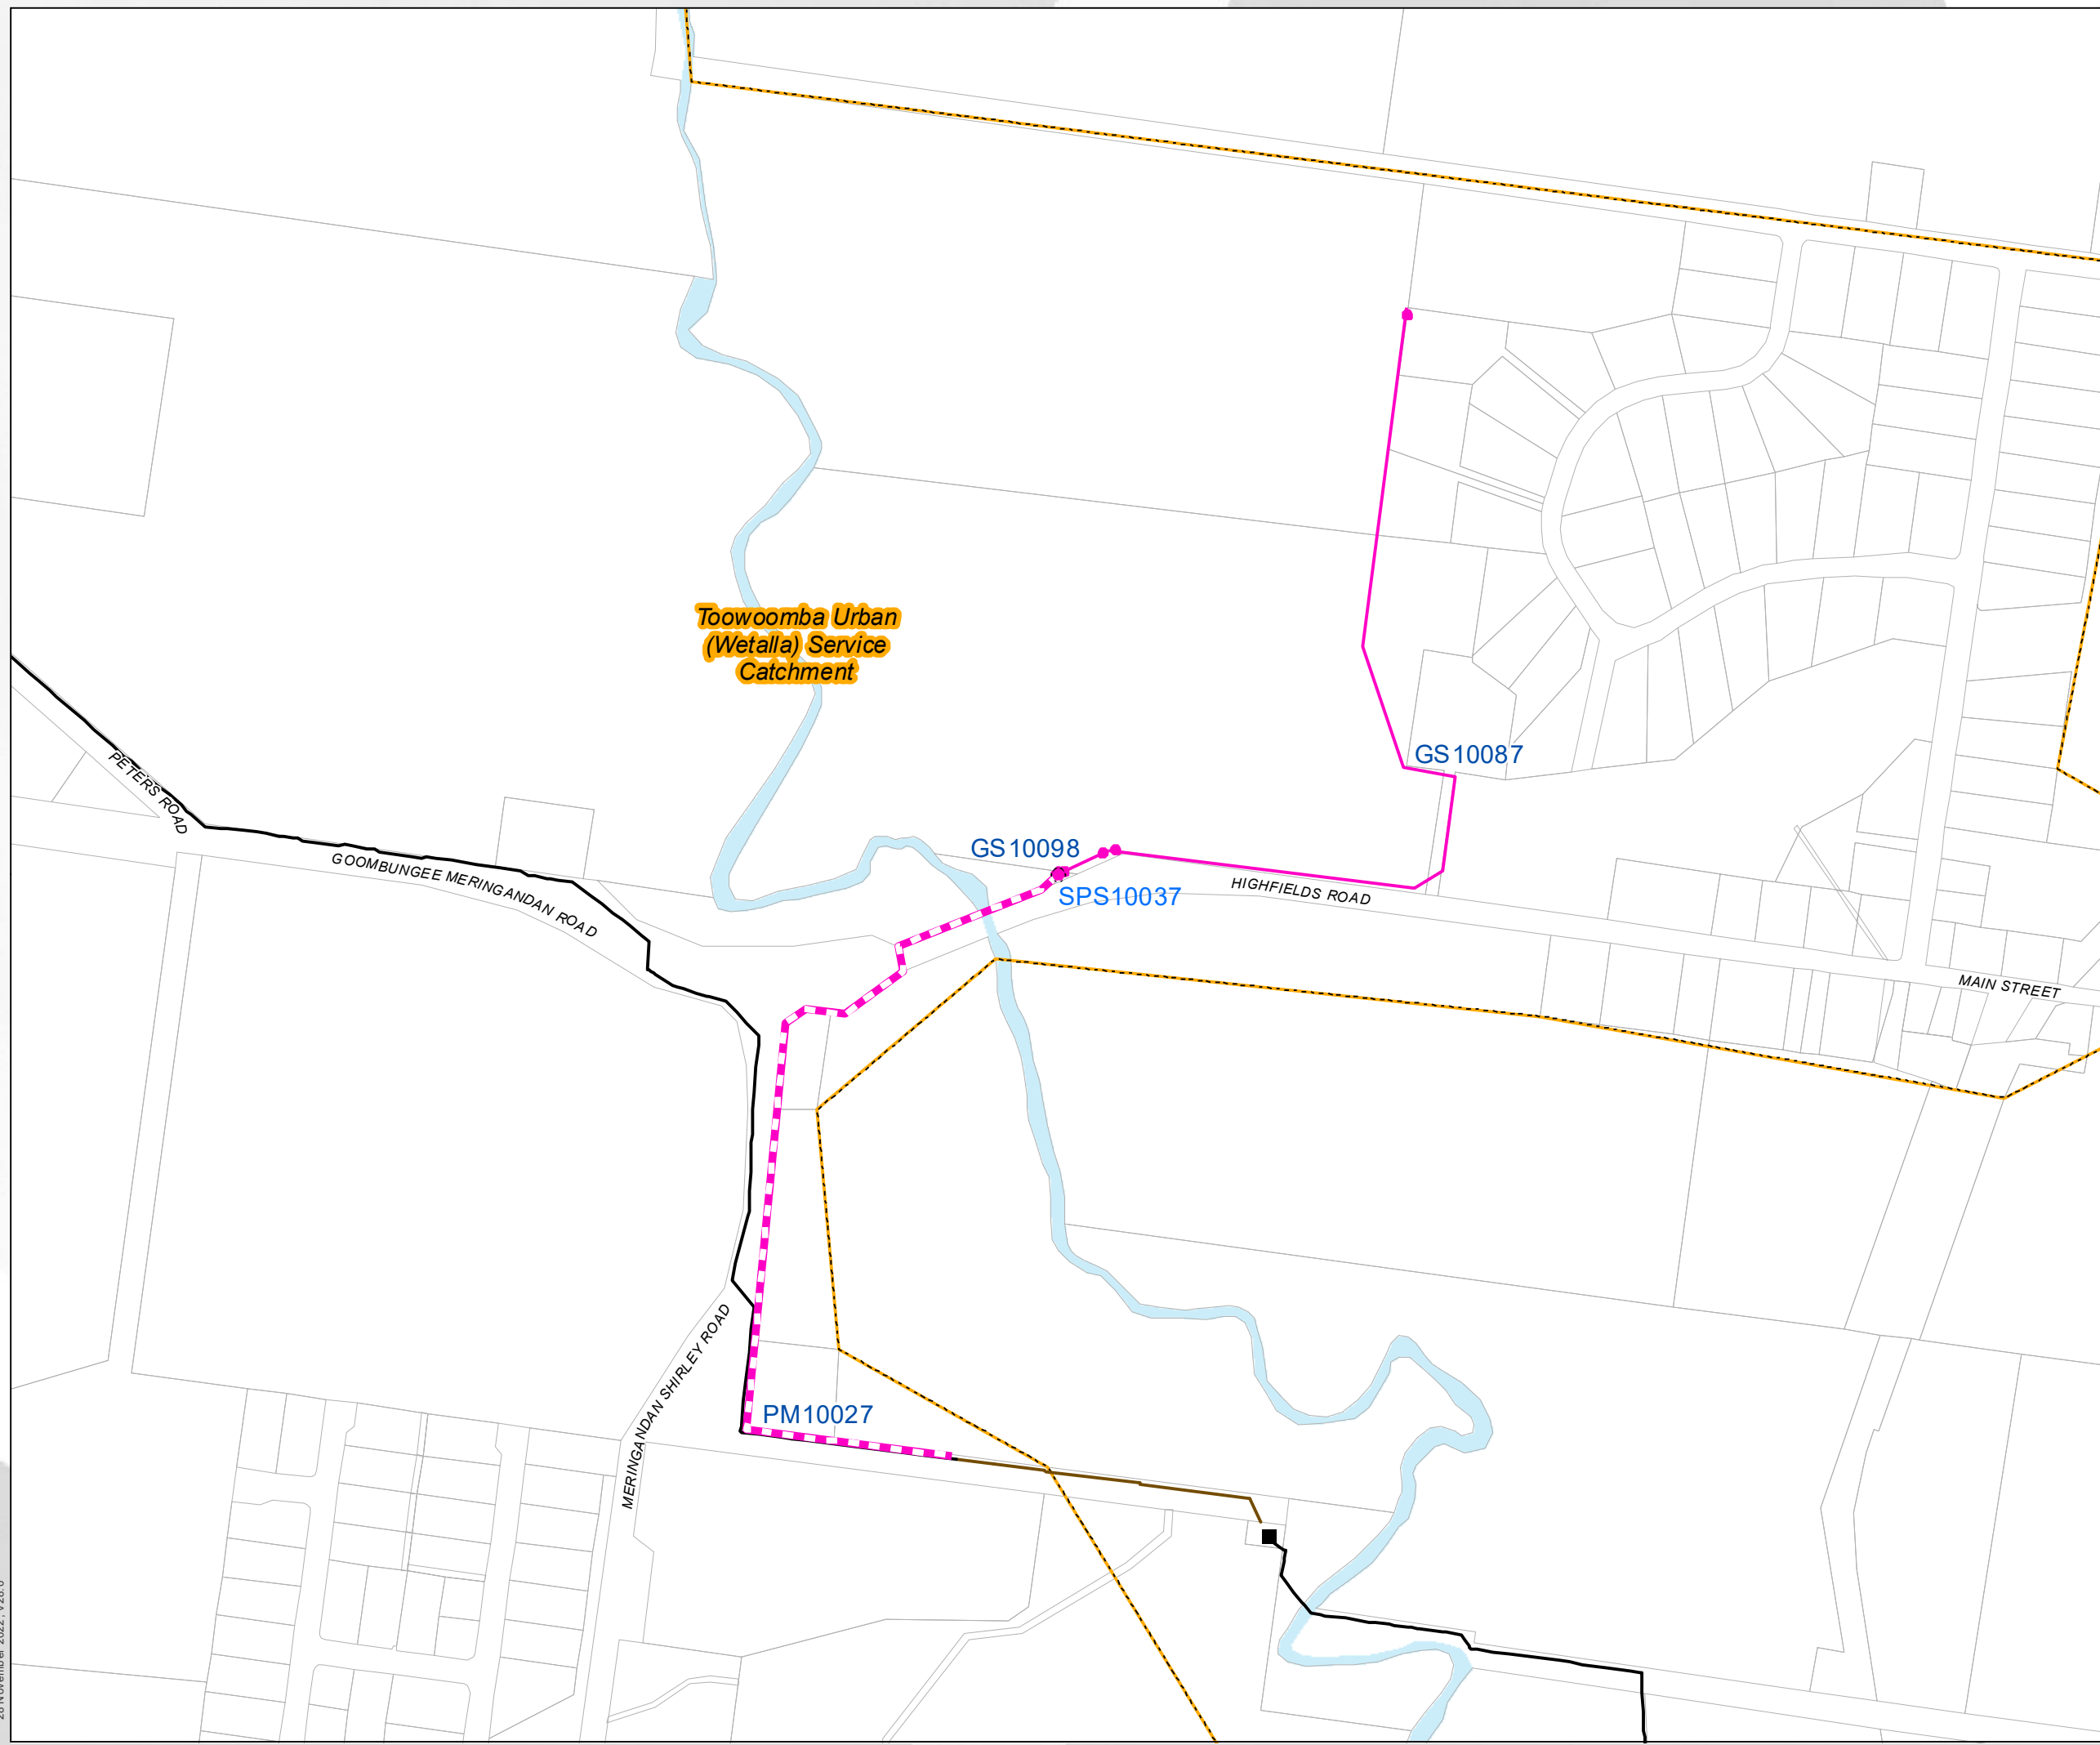 Toowoomba Urban
(Wetalla) Service
Catchment
GS10087
PETERS ROAD
GS10098
GOOMBUNGEE MERINGANDAN ROAD
SPS10037
HIGHFIELDS ROAD
MAIN STREET
MERINGANDAN SHIRLEY ROAD
PM10027